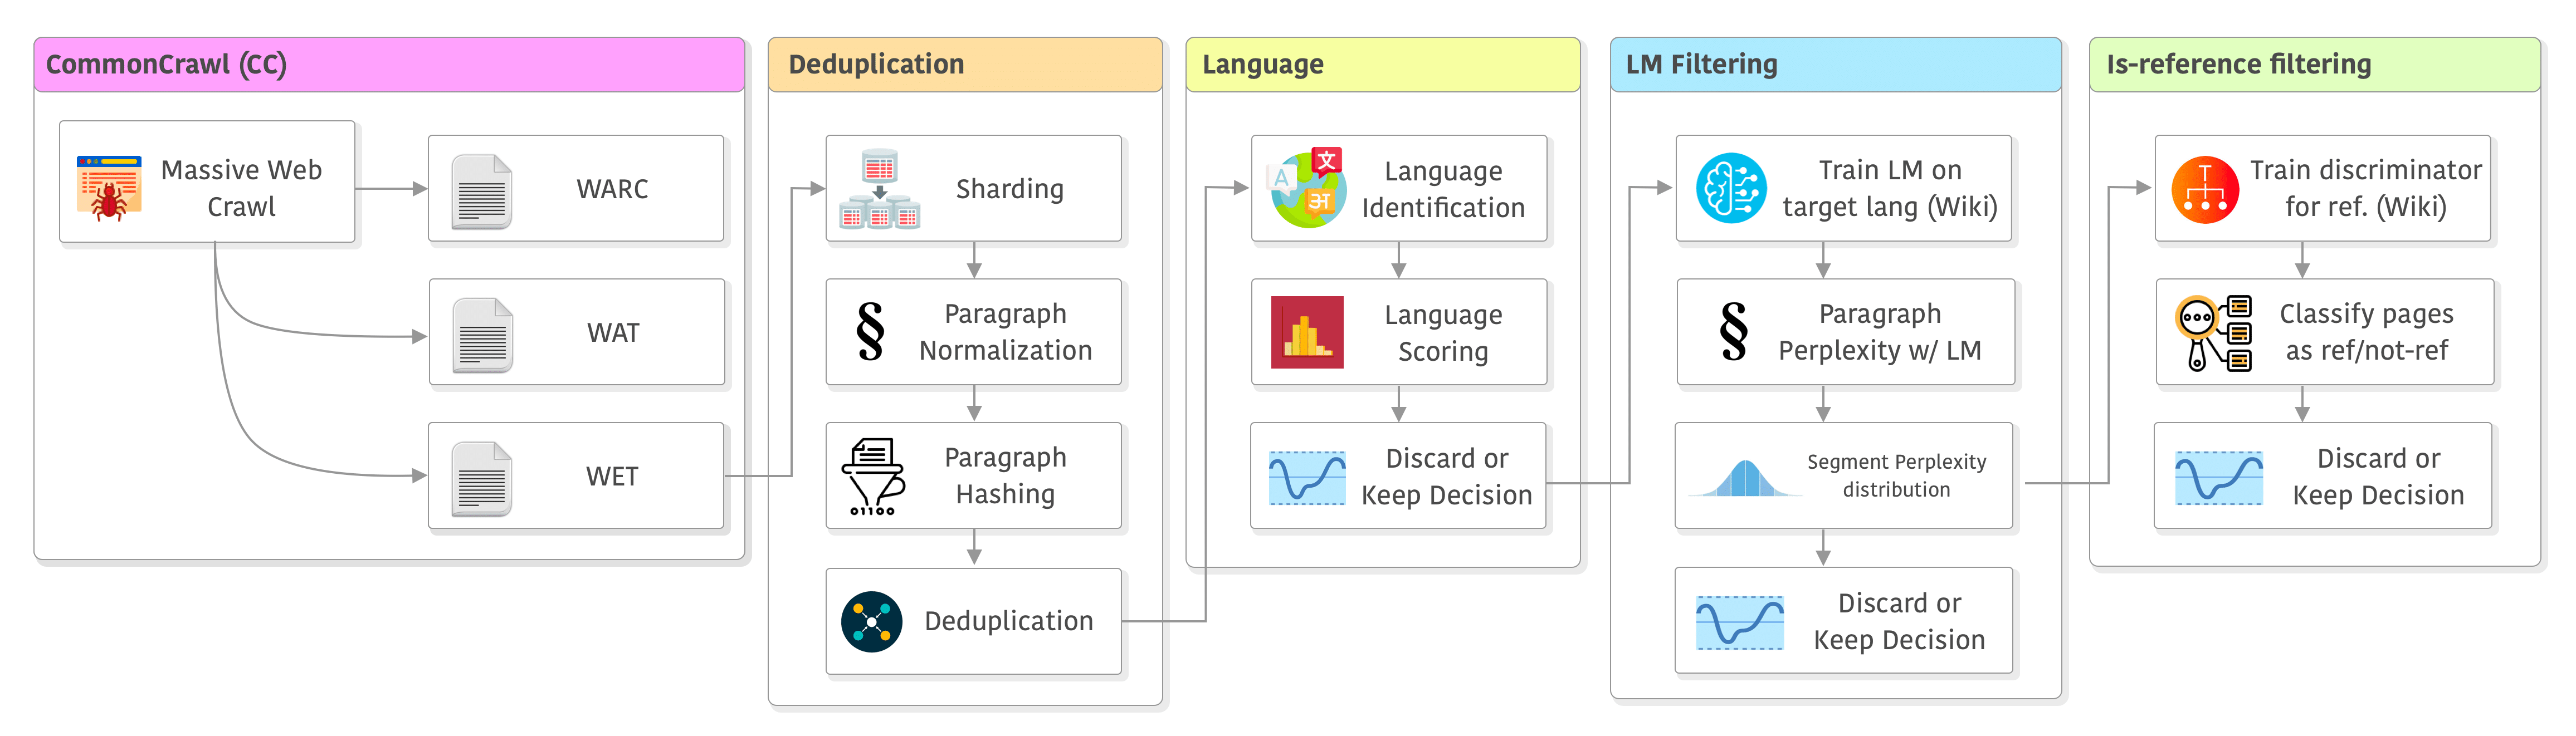 CommonCrawl (CC)
Massive Web
Crawl
WARC
WAT
WET
Deduplication
Sharding
§
Paragraph
Normalization
Paragraph
Hashing
01100
Deduplication
Language
A
文
अ
Language
Identification
Language
Scoring
Discard or
Keep Decision
LM Filtering
Train LM on
target lang (Wiki)
§
Paragraph
Perplexity w/ LM
Segment Perplexity
distribution
Discard or
Keep Decision
Is-reference filtering
T
Train discriminator
for ref. (Wiki)
Classify pages
as ref/not-ref
Discard or
Keep Decision